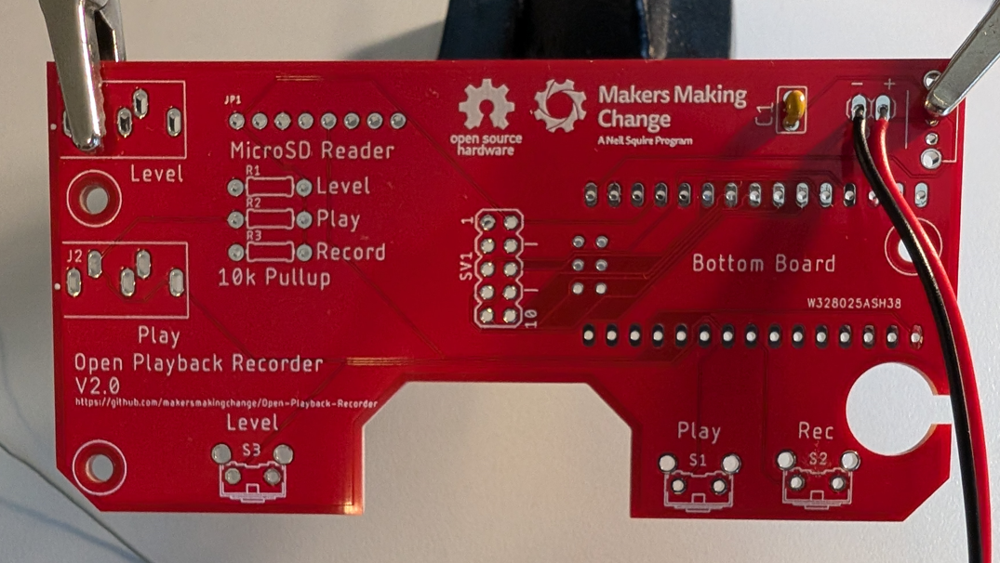 JP1
MicroSD Reader
open source
hardware
Makers Making
Change
A Neil Squire Program
C1
- +
Level
R1
Level
R2
Play
R3
Record
10k Pullup
J2
Play
1
SV1
10
Bottom Board
W328025ASH38
Open Playback Recorder
V2.0
https://github.com/makersmakingchange/Open-Playback-Recorder
Level
S3
Play
S1
Rec
S2